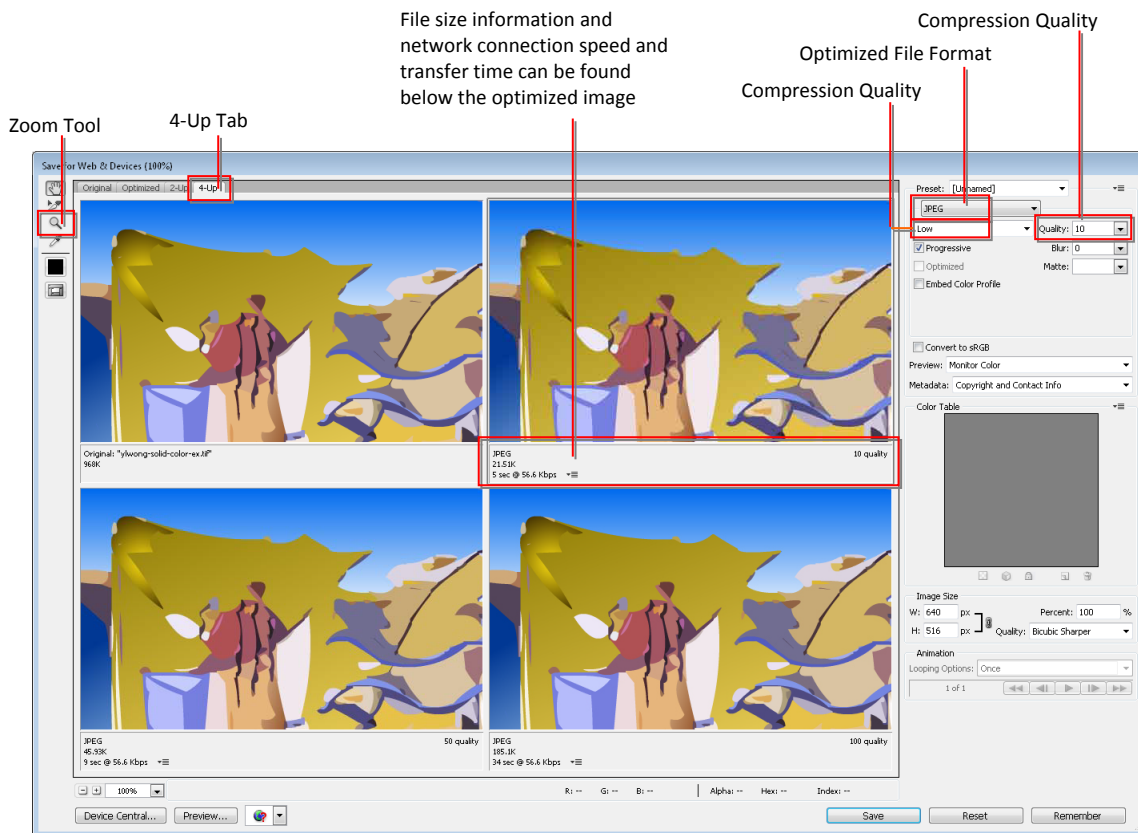 File size information and
network connection speed and
transfer time can be found
below the optimized image
Compression Quality
Optimized File Format
Compression Quality
Zoom Tool
4-Up Tab
Save for Web & Devices (100%)
Original
Optimized
2-Up
4-Up
Original: "ylwong-solid-color-ex.tif"
968K
JPEG
10 quality
21.51K
5 sec @ 56.6 Kbps
JPEG
50 quality
45.93K
9 sec @ 56.6 Kbps
JPEG
100 quality
185.1K
34 sec @ 56.6 Kbps
Preset: [Unnamed]
JPEG
Low
Quality: 10
Progressive
Blur: 0
Optimized
Matte:
Embed Color Profile
Convert to sRGB
Preview: Monitor Color
Metadata: Copyright and Contact Info
Color Table
Image Size
W: 640 px
Percent: 100 %
H: 516 px
Quality: Bicubic Sharper
Animation
Looping Options: Once
1 of 1
100%
R: -- G: -- B: --
Alpha: -- Hex: -- Index: --
Device Central...
Preview...
Save
Reset
Remember